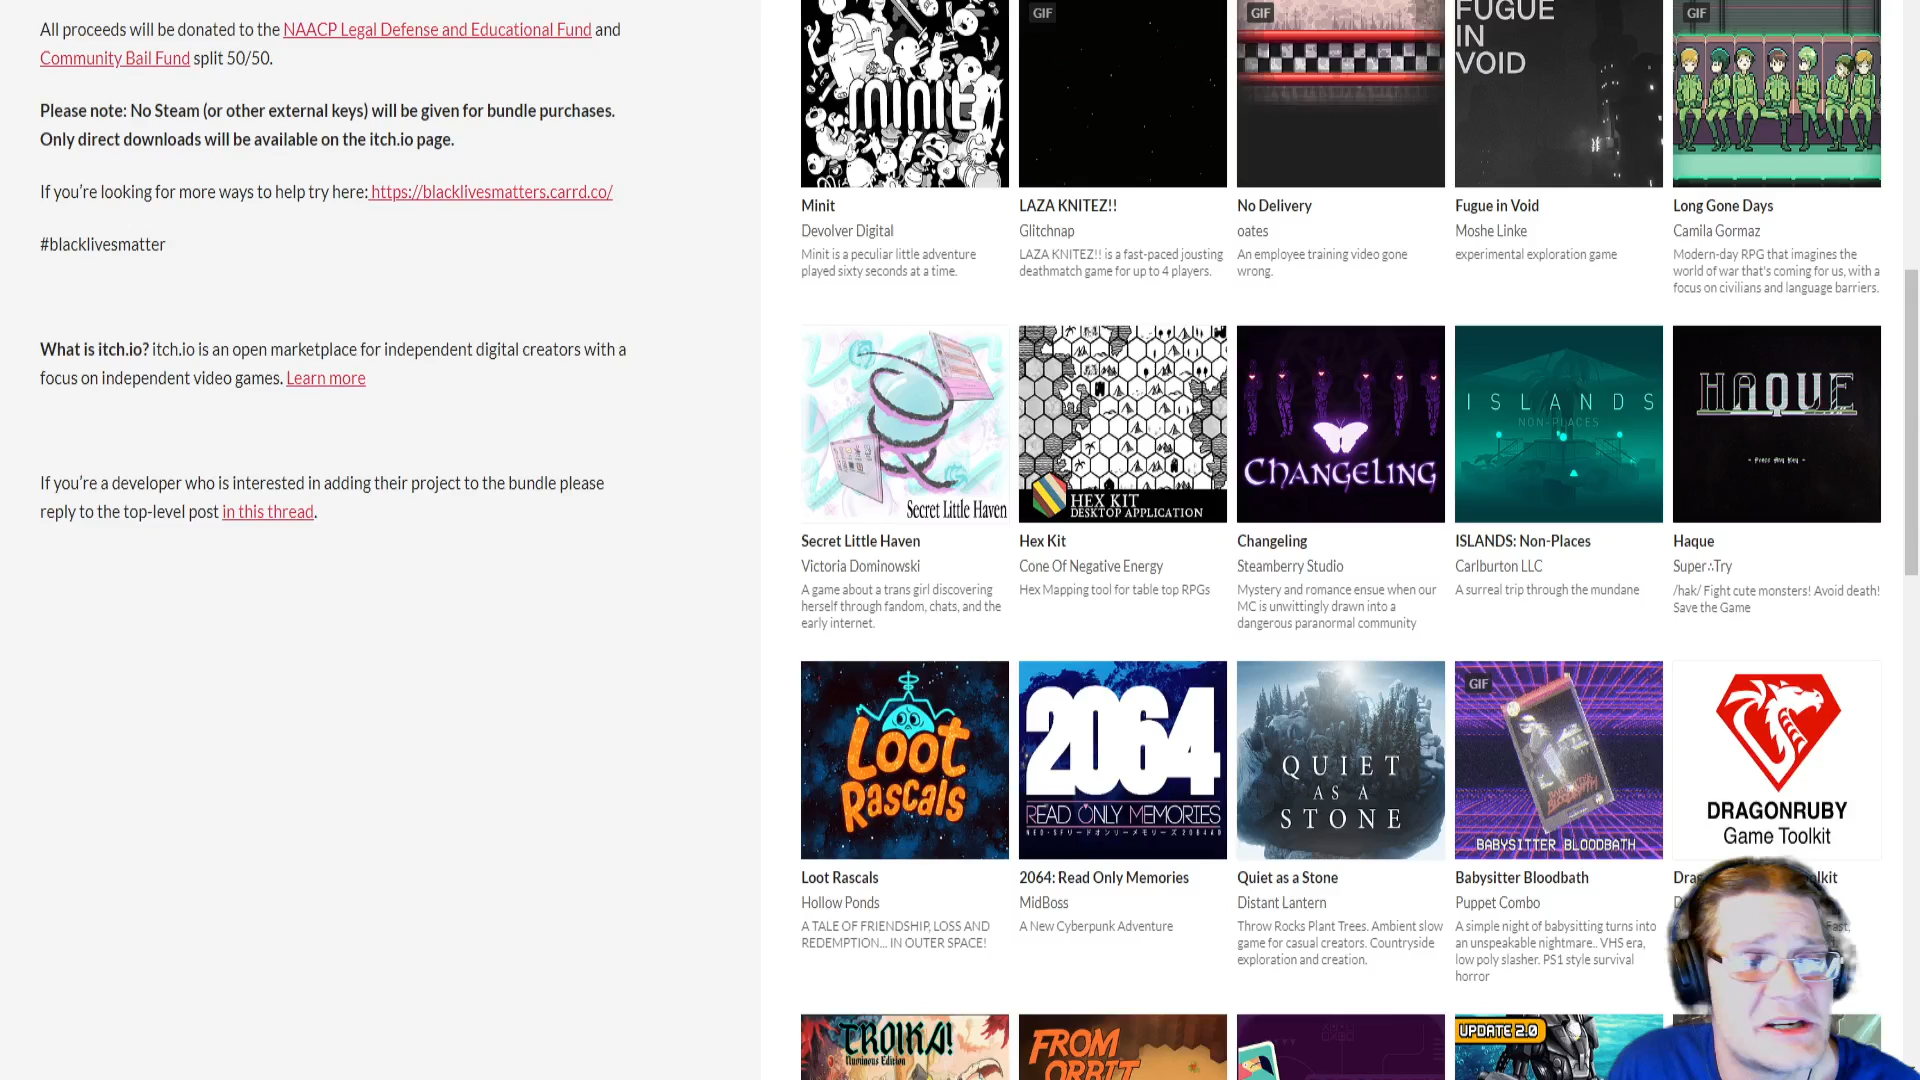 All proceeds will be donated to the NAACP Legal Defense and Educational Fund and
Community Bail Fund split 50/50.
Please note: No Steam (or other external keys) will be given for bundle purchases.
Only direct downloads will be available on the itch.io page.
If you're looking for more ways to help try here: https://blacklivesmatters.carrd.co/
#blacklivesmatter
What is itch.io? itch.io is an open marketplace for independent digital creators with a
focus on independent video games. Learn more
If you're a developer who is interested in adding their project to the bundle please
reply to the top-level post in this thread.
minit
Minit
Devolver Digital
Minit is a peculiar little adventure
played sixty seconds at a time.
GIF
LAZA KNITEZ!!
Glitchnap
LAZA KNITEZ!! is a fast-paced jousting
deathmatch game for up to 4 players.
GIF
No Delivery
oates
An employee training video gone
wrong.
FUGUE
IN
VOID
Fugue in Void
Moshe Linke
experimental exploration game
GIF
Long Gone Days
Camila Gormaz
Modern-day RPG that imagines the
world of war that's coming for us, with a
focus on civilians and language barriers.
Secret Little Haven
Secret Little Haven
Victoria Dominowski
A game about a trans girl discovering
herself through fandom, chats, and the
early internet.
HEX KIT
DESKTOP APPLICATION
Hex Kit
Cone Of Negative Energy
Hex Mapping tool for table top RPGs
CHANGELING
Changeling
Steamberry Studio
Mystery and romance ensue when our
MC is unwittingly drawn into a
dangerous paranormal community
ISLANDS
NON-PLACES
ISLANDS: Non-Places
Carlburton LLC
A surreal trip through the mundane
HAQUE
- Press Any Key -
Haque
Super∴Try
/hak/ Fight cute monsters! Avoid death!
Save the Game
Loot
Rascals
Loot Rascals
Hollow Ponds
A TALE OF FRIENDSHIP, LOSS AND
REDEMPTION... IN OUTER SPACE!
2064
READ ONLY MEMORIES
2064: Read Only Memories
MidBoss
A New Cyberpunk Adventure
QUIET
AS A
STONE
Quiet as a Stone
Distant Lantern
Throw Rocks Plant Trees. Ambient slow
game for casual creators. Countryside
exploration and creation.
GIF
BABYSITTER BLOODBATH
Babysitter Bloodbath
Puppet Combo
A simple night of babysitting turns into
an unspeakable nightmare.. VHS era,
low poly slasher. PS1 style survival
horror
DRAGONRUBY
Game Toolkit
TROIKA!
Numinous Edition
FROM
ORBIT
UPDATE 2.0